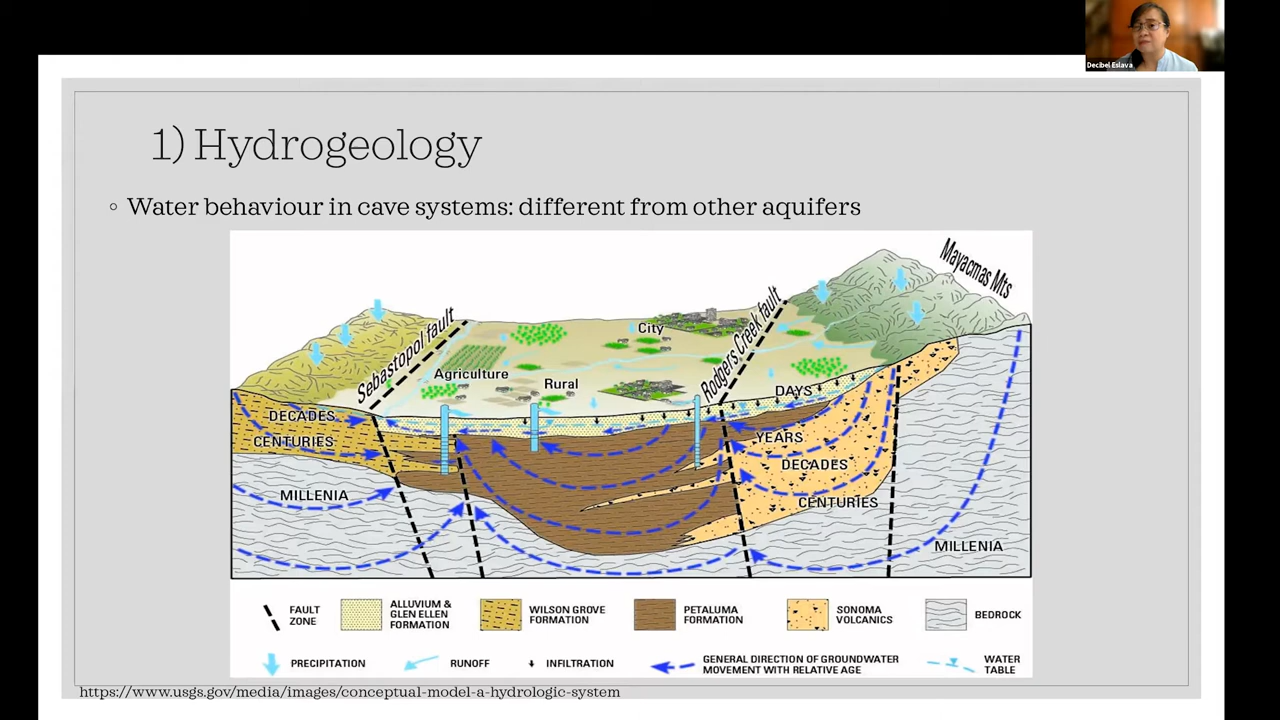 Decibel Eslava
1) Hydrogeology
Water behaviour in cave systems: different from other aquifers
Mayacmas Mts
Sebastopol fault
Rodgers Creek fault
City
Agriculture
Rural
DAYS
DECADES
CENTURIES
YEARS
DECADES
MILLENIA
CENTURIES
MILLENIA
FAULT
ZONE
ALLUVIUM &
GLEN ELLEN
FORMATION
WILSON GROVE
FORMATION
PETALUMA
FORMATION
SONOMA
VOLCANICS
BEDROCK
PRECIPITATION
RUNOFF
INFILTRATION
GENERAL DIRECTION OF GROUNDWATER
MOVEMENT WITH RELATIVE AGE
WATER
TABLE
https://www.usgs.gov/media/images/conceptual-model-a-hydrologic-system